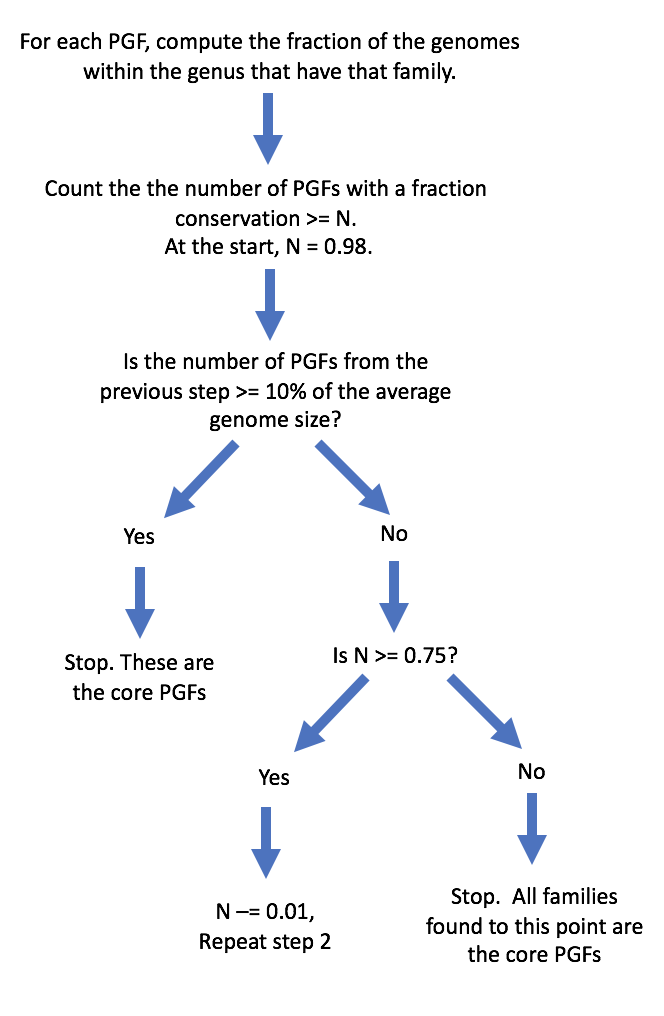 For each PGF, compute the fraction of the genomes
within the genus that have that family.
Count the the number of PGFs with a fraction
conservation >= N.
At the start, N = 0.98.
Is the number of PGFs from the
previous step >= 10% of the average
genome size?
Yes
No
Stop. These are
the core PGFs
Is N >= 0.75?
Yes
No
N –= 0.01,
Repeat step 2
Stop.  All families
found to this point are
the core PGFs